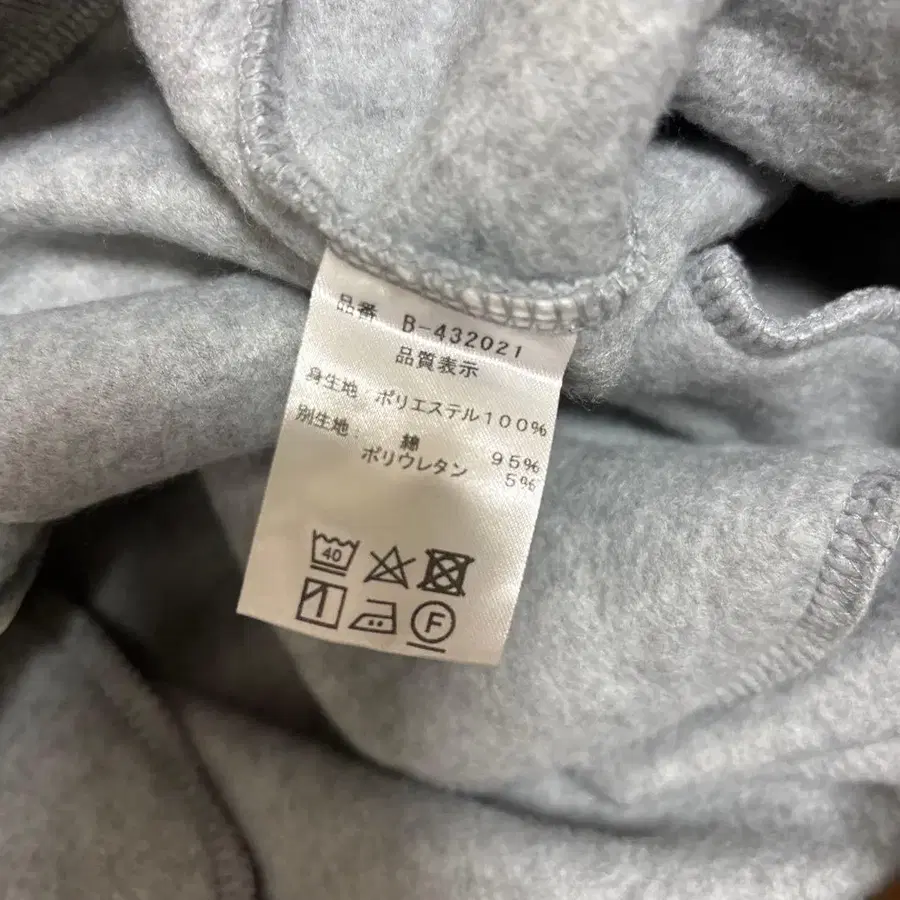 品番 B-432021
品質表示
身生地 ポリエステル100%
別生地: 綿 95%
ポリウレタン 5%
40
F